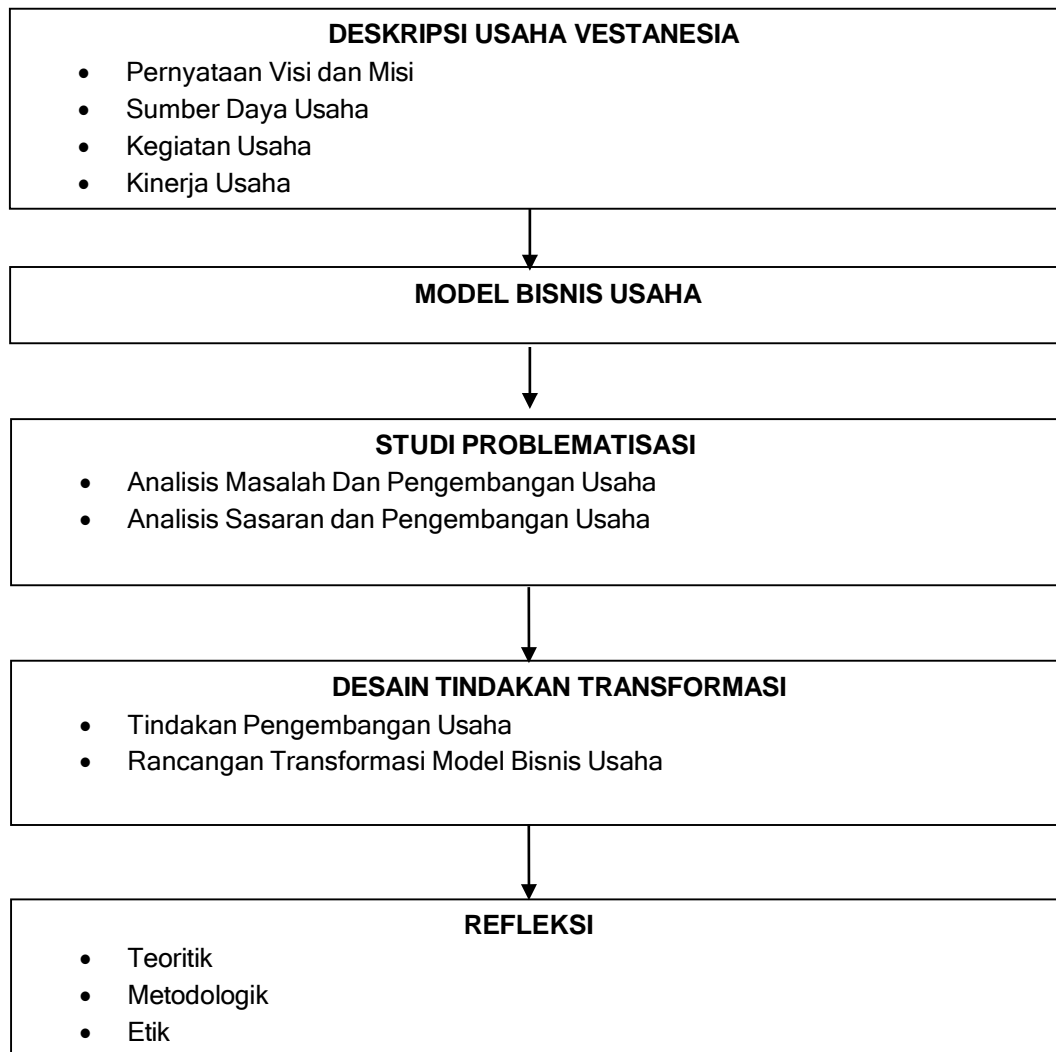 DESKRIPSI USAHA VESTANESIA
• Pernyataan Visi dan Misi
• Sumber Daya Usaha
• Kegiatan Usaha
• Kinerja Usaha
MODEL BISNIS USAHA
STUDI PROBLEMATISASI
• Analisis Masalah Dan Pengembangan Usaha
• Analisis Sasaran dan Pengembangan Usaha
DESAIN TINDAKAN TRANSFORMASI
• Tindakan Pengembangan Usaha
• Rancangan Transformasi Model Bisnis Usaha
REFLEKSI
• Teoritik
• Metodologik
• Etik